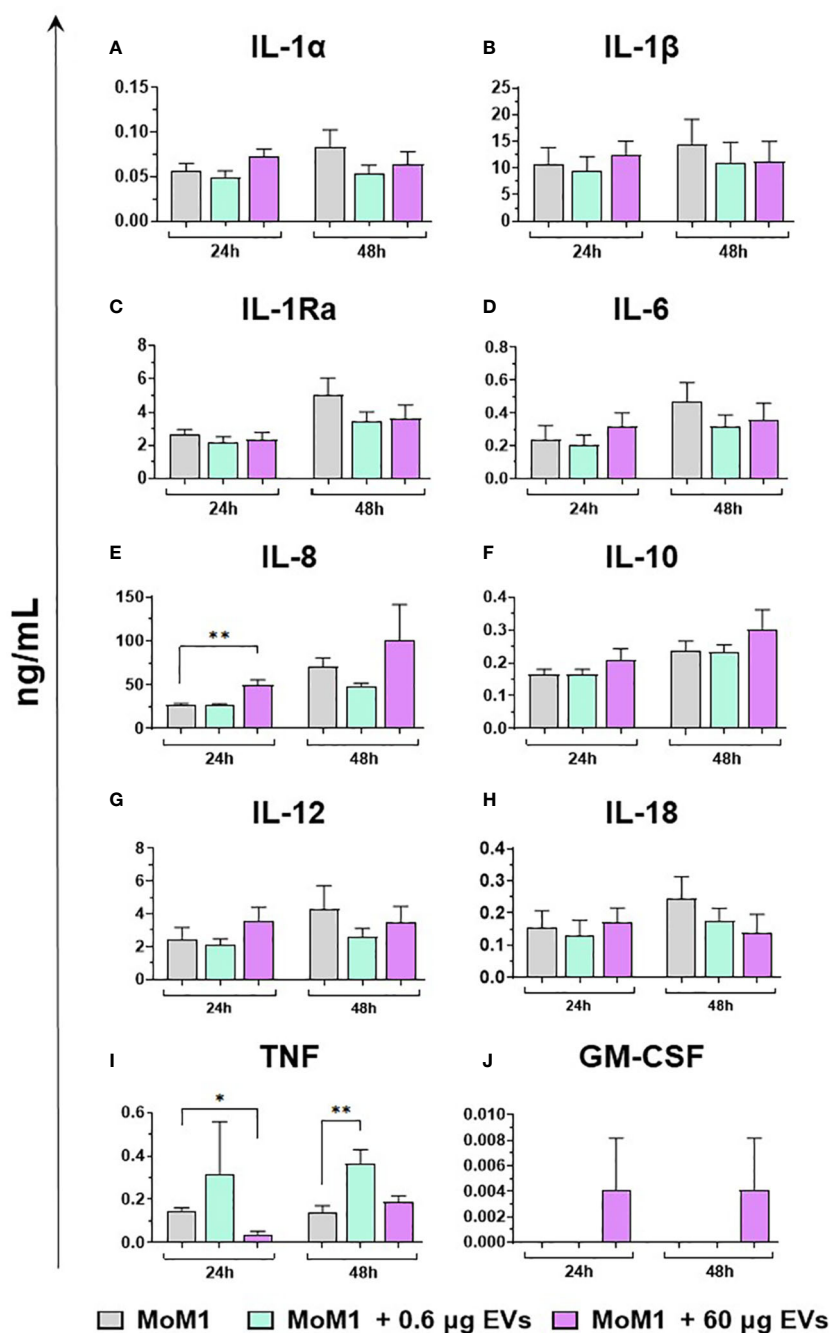 A IL-1α
0.15
0.10
0.05
0.00
24h 48h
B IL-1β
25
20
15
10
5
0
24h 48h
C IL-1Ra
8
6
4
2
0
24h 48h
D IL-6
0.8
0.6
0.4
0.2
0.0
24h 48h
E IL-8
150
100
50
0
**
24h 48h
F IL-10
0.4
0.3
0.2
0.1
0.0
24h 48h
G IL-12
8
6
4
2
0
24h 48h
H IL-18
0.4
0.3
0.2
0.1
0.0
24h 48h
I TNF
0.6
0.4
0.2
0.0
* **
24h 48h
J GM-CSF
0.010
0.008
0.006
0.004
0.002
0.000
24h 48h
ng/mL
MoM1 MoM1 + 0.6 µg EVs MoM1 + 60 µg EVs